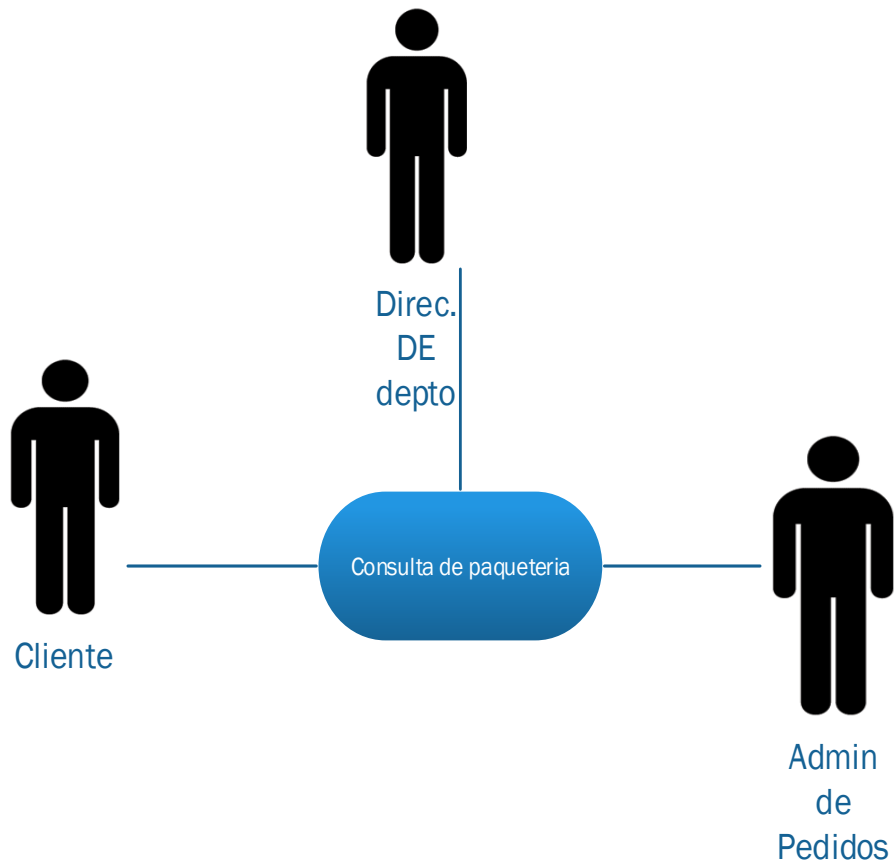 Direc.
DE
depto
Consulta de paqueteria
Cliente
Admin
de
Pedidos